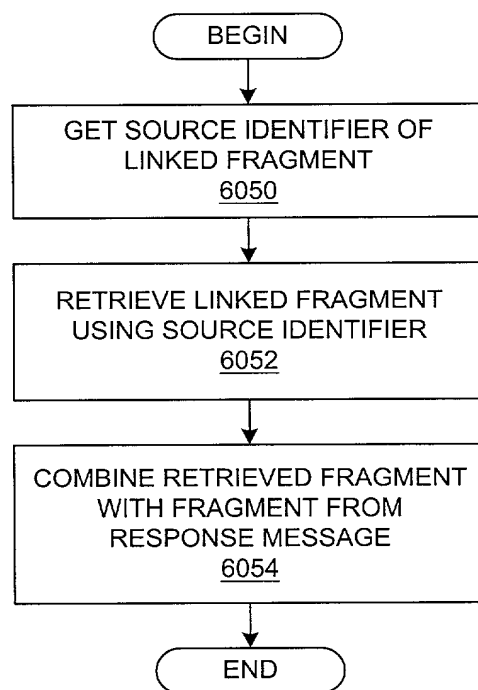 BEGIN
GET SOURCE IDENTIFIER OF
LINKED FRAGMENT
6050
RETRIEVE LINKED FRAGMENT
USING SOURCE IDENTIFIER
6052
COMBINE RETRIEVED FRAGMENT
WITH FRAGMENT FROM
RESPONSE MESSAGE
6054
END